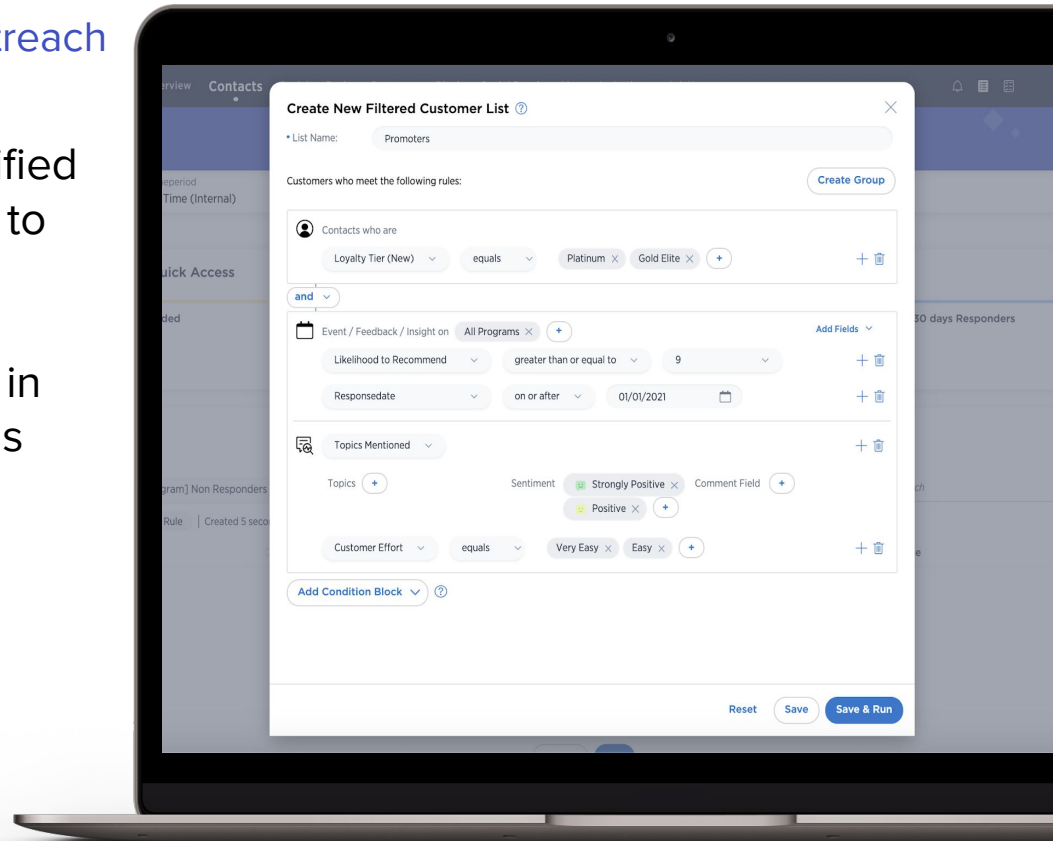 treach
ified
to
in
s
erview Contacts
Create New Filtered Customer List ?
• List Name: Promoters
Customers who meet the following rules: Create Group
eperiod
Time (Internal)
Contacts who are
Loyalty Tier (New) equals Platinum X Gold Elite X +
uick Access
and
ded
30 days Responders
Event / Feedback / Insight on All Programs X + Add Fields
Likelihood to Recommend greater than or equal to 9
Responsedate on or after 01/01/2021
Topics Mentioned
Topics + Sentiment Strongly Positive X Comment Field +
Positive X +
gram] Non Responders
ch
Rule | Created 5 seco
Customer Effort equals Very Easy X Easy X +
e
Add Condition Block ?
Reset Save Save & Run